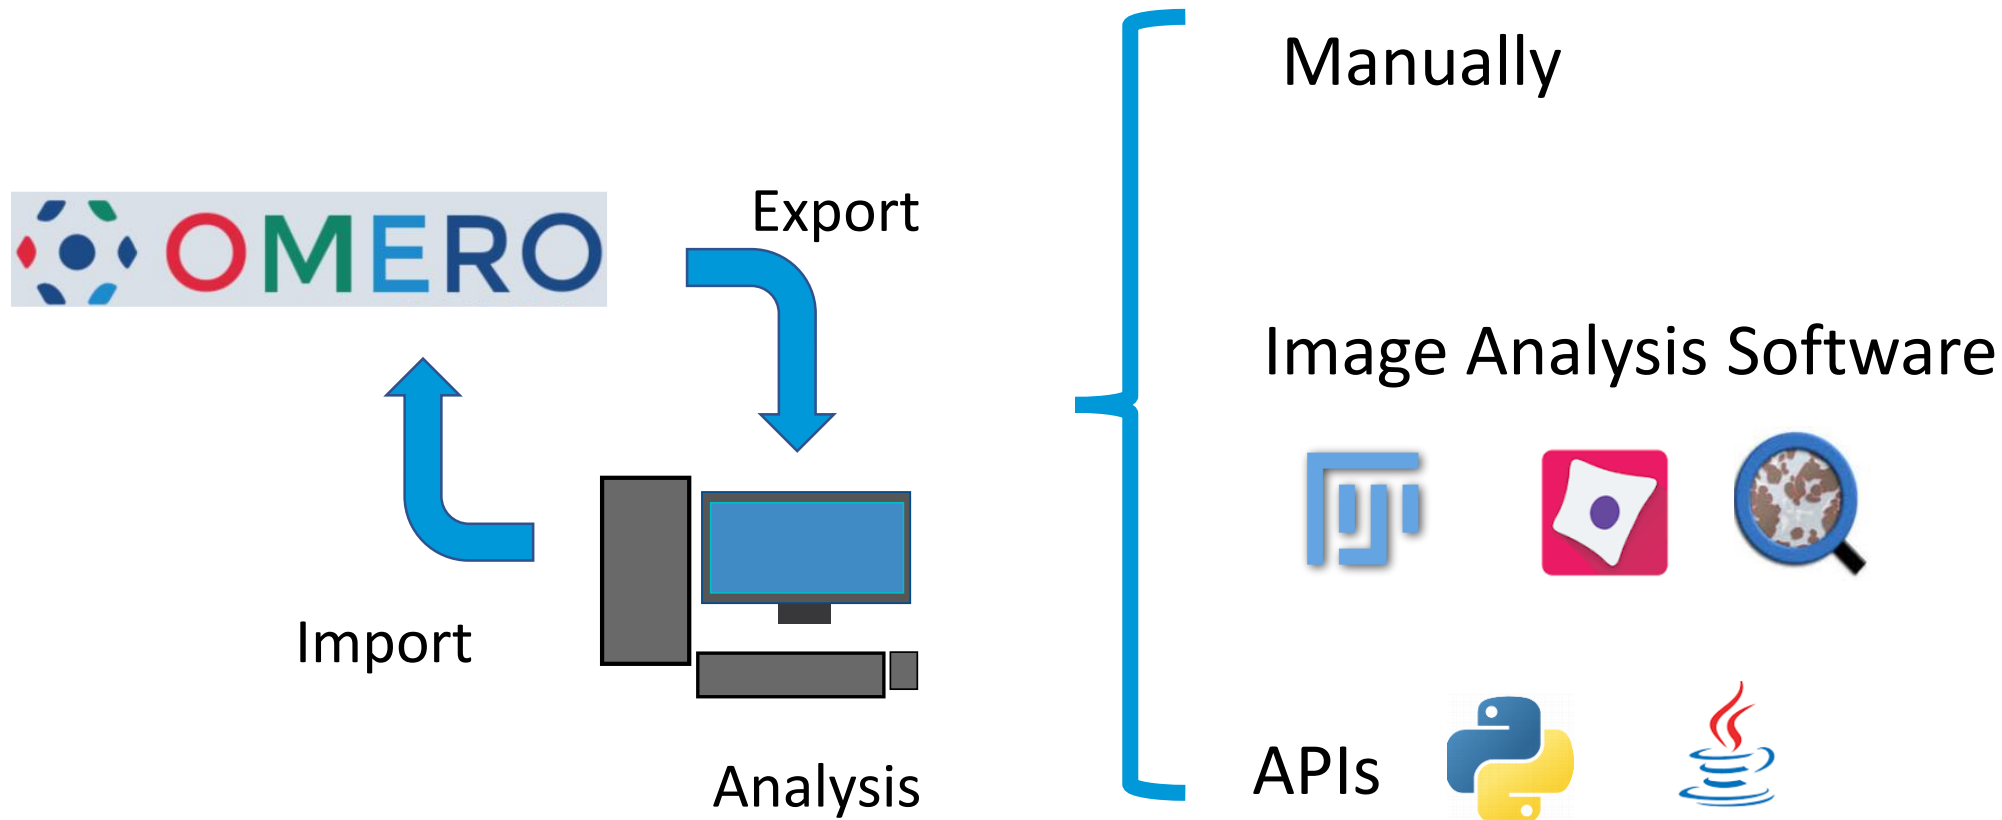 Manually
OMERO
Export
Image Analysis Software
Import
APIs
Analysis